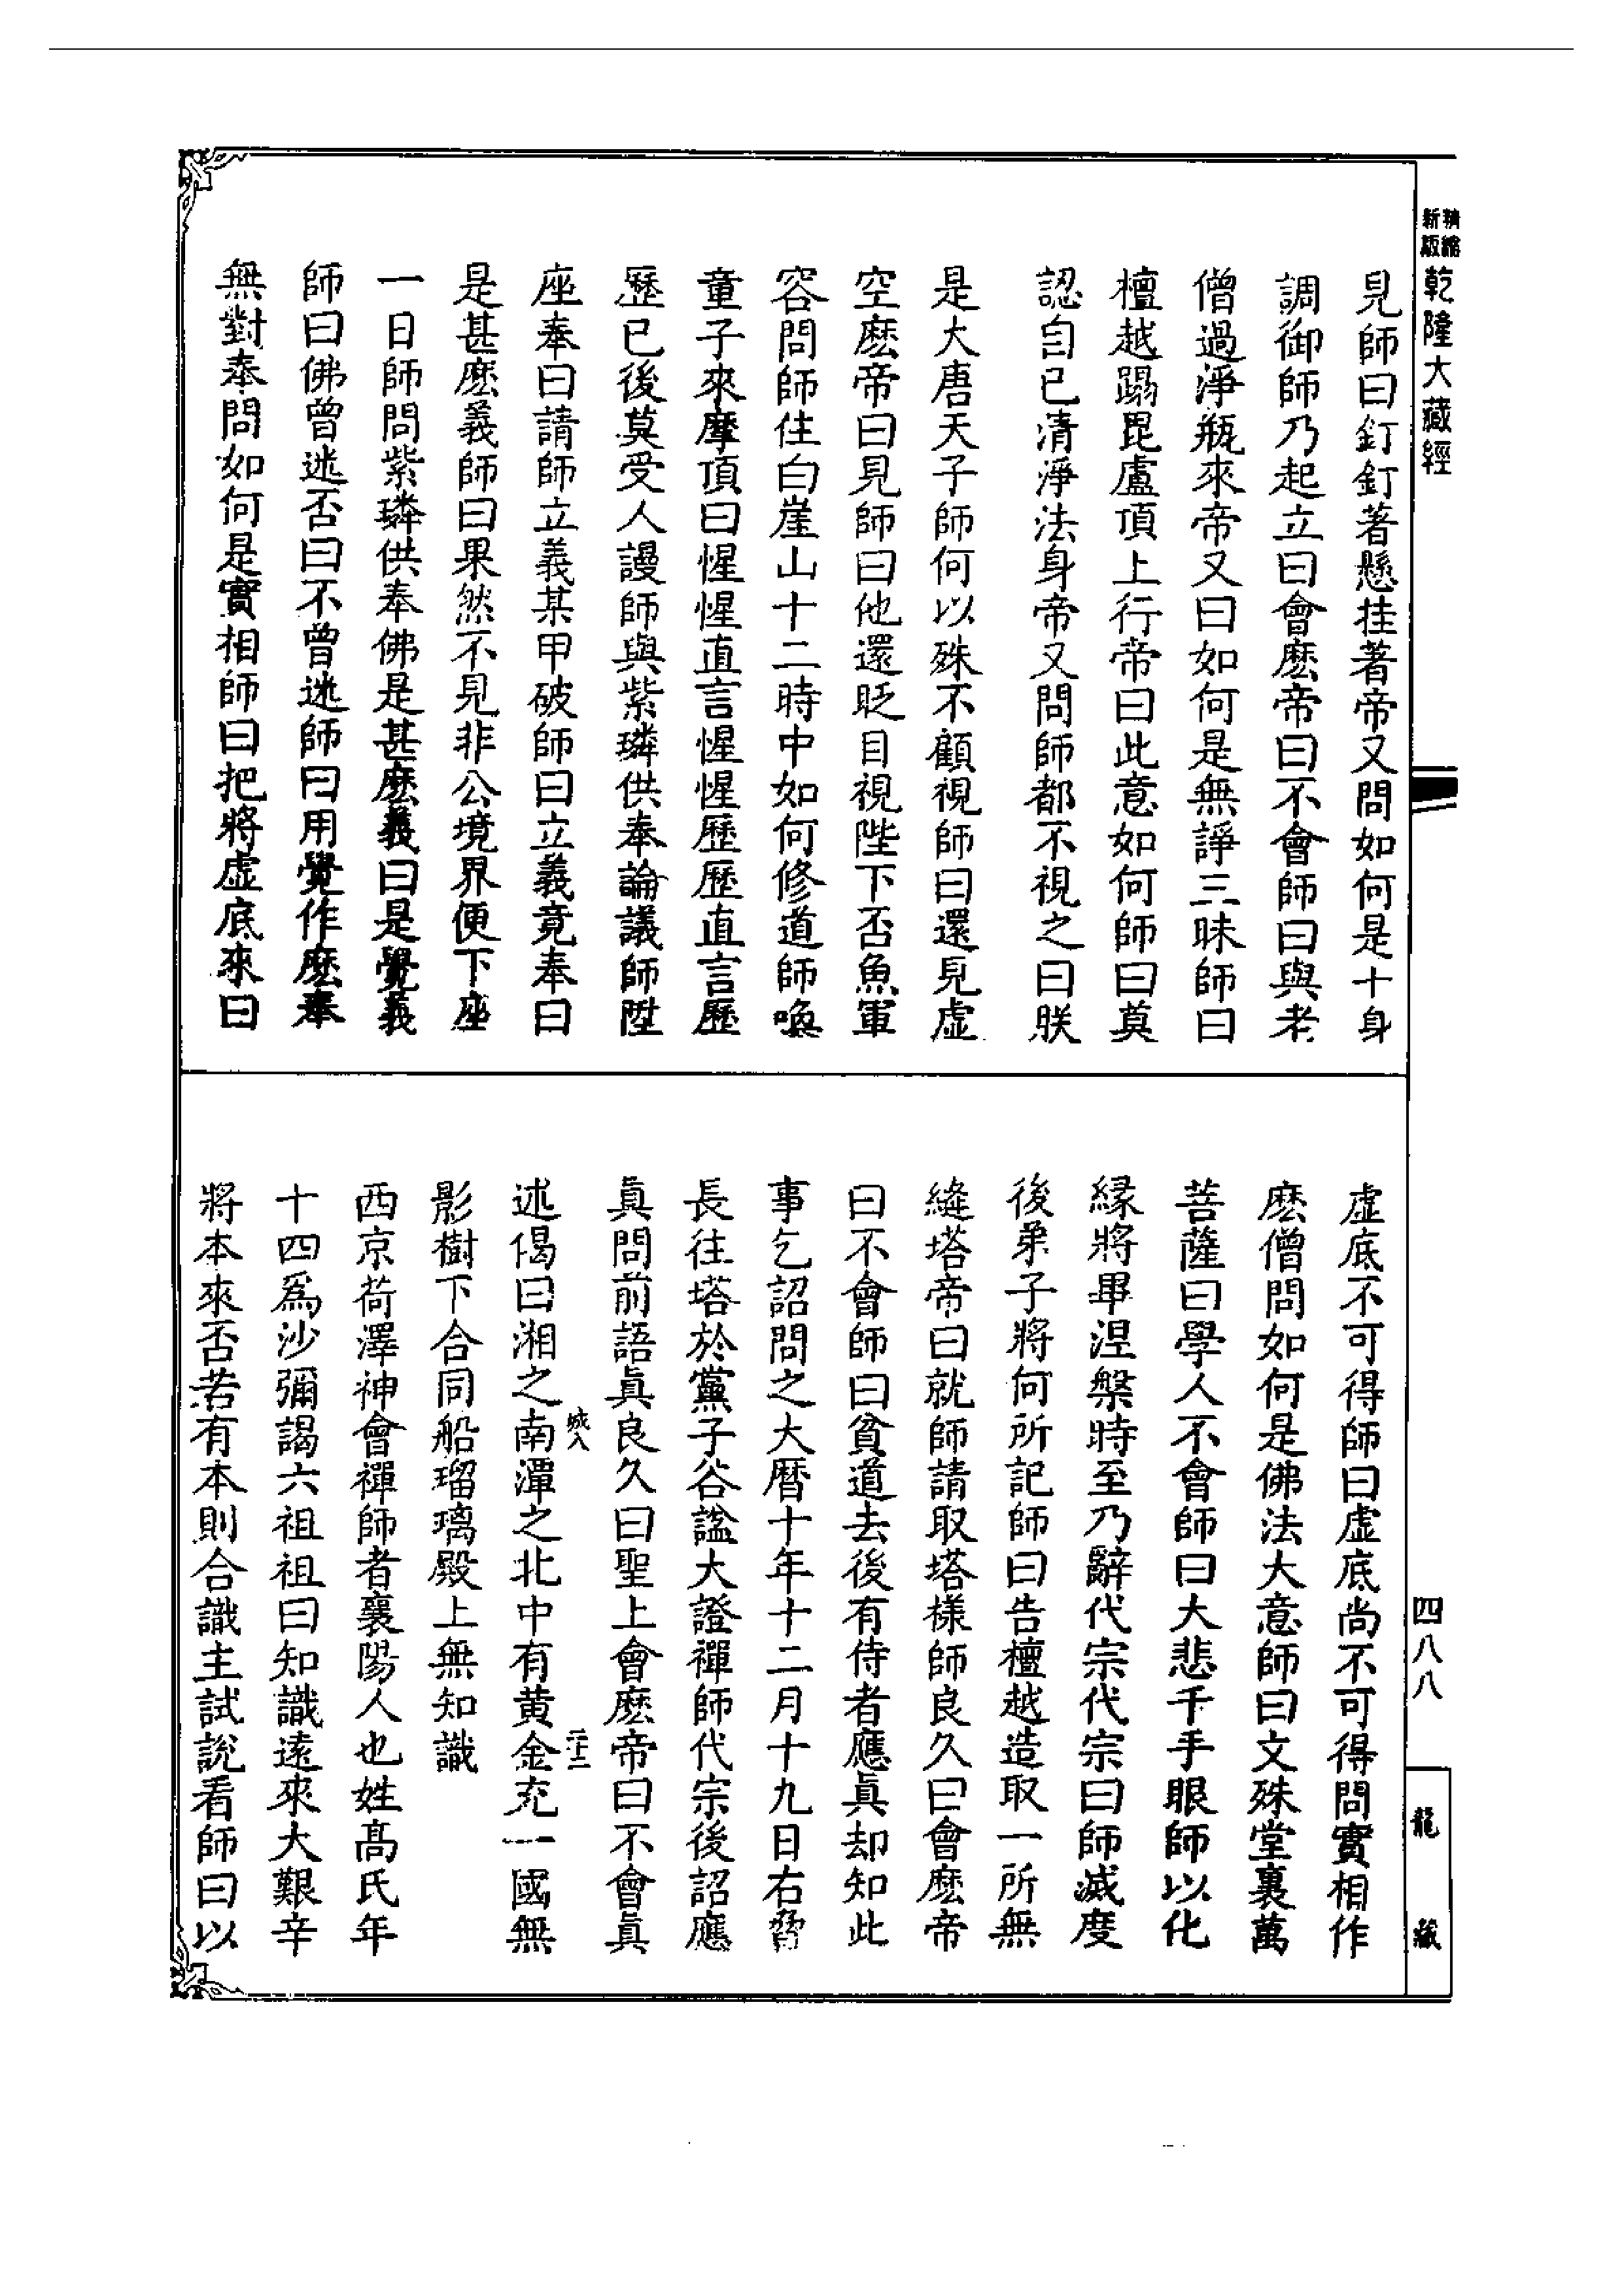 精縮
新版
乾隆大藏經
見師曰釘釘著懸挂著帝又問如何是十身
調御師乃起立曰會麽帝曰不會師曰與老
僧過淨瓶來帝又曰如何是無諍三昧師曰
檀越蹋毘盧頂上行帝曰此意如何師曰莫
認自已清淨法身帝又問師都不視之曰朕
是大唐天子師何以殊不顧視師曰還見虛
空麽帝曰見師曰他還眨目視陛下否魚軍
容問師住白崖山十二時中如何修道師喚
童子來摩頂曰惺惺直言惺惺歷歷直言歷
歷已後莫受人謾師與紫璘供奉論議師陞
座奉曰請師立義某甲破師曰立義竟奉曰
是甚麽義師曰果然不見非公境界便下座
一日師問紫璘供奉佛是甚麽義曰是覺義
師曰佛曾迷否曰不曾迷師曰用覺作麽奉
無對奉問如何是實相師曰把將虛底來曰
虛底不可得師曰虛底尚不可得問實相作
麽僧問如何是佛法大意師曰文殊堂裏萬
菩薩曰學人不會師曰大悲千手眼師以化
緣將畢涅槃時至乃辭代宗代宗曰師滅度
後弟子將何所記師曰告檀越造取一所無
縫塔帝曰就師請取塔樣師良久曰會麽帝
曰不會師曰貧道去後有侍者應真却知此
事乞詔問之大曆十年十二月十九日右脅
長往塔於黨子谷諡大證禪師代宗後詔應
真問前語真良久曰聖上會麽帝曰不會真
述偈曰湘之南潭之北中有黃金充一國無
城入
二十三
影樹下合同船瑠璃殿上無知識
西京荷澤神會禪師者襄陽人也姓高氏年
十四爲沙彌謁六祖祖曰知識遠來大艱辛
將本來否若有本則合識主試說看師曰以
四八八
龍藏